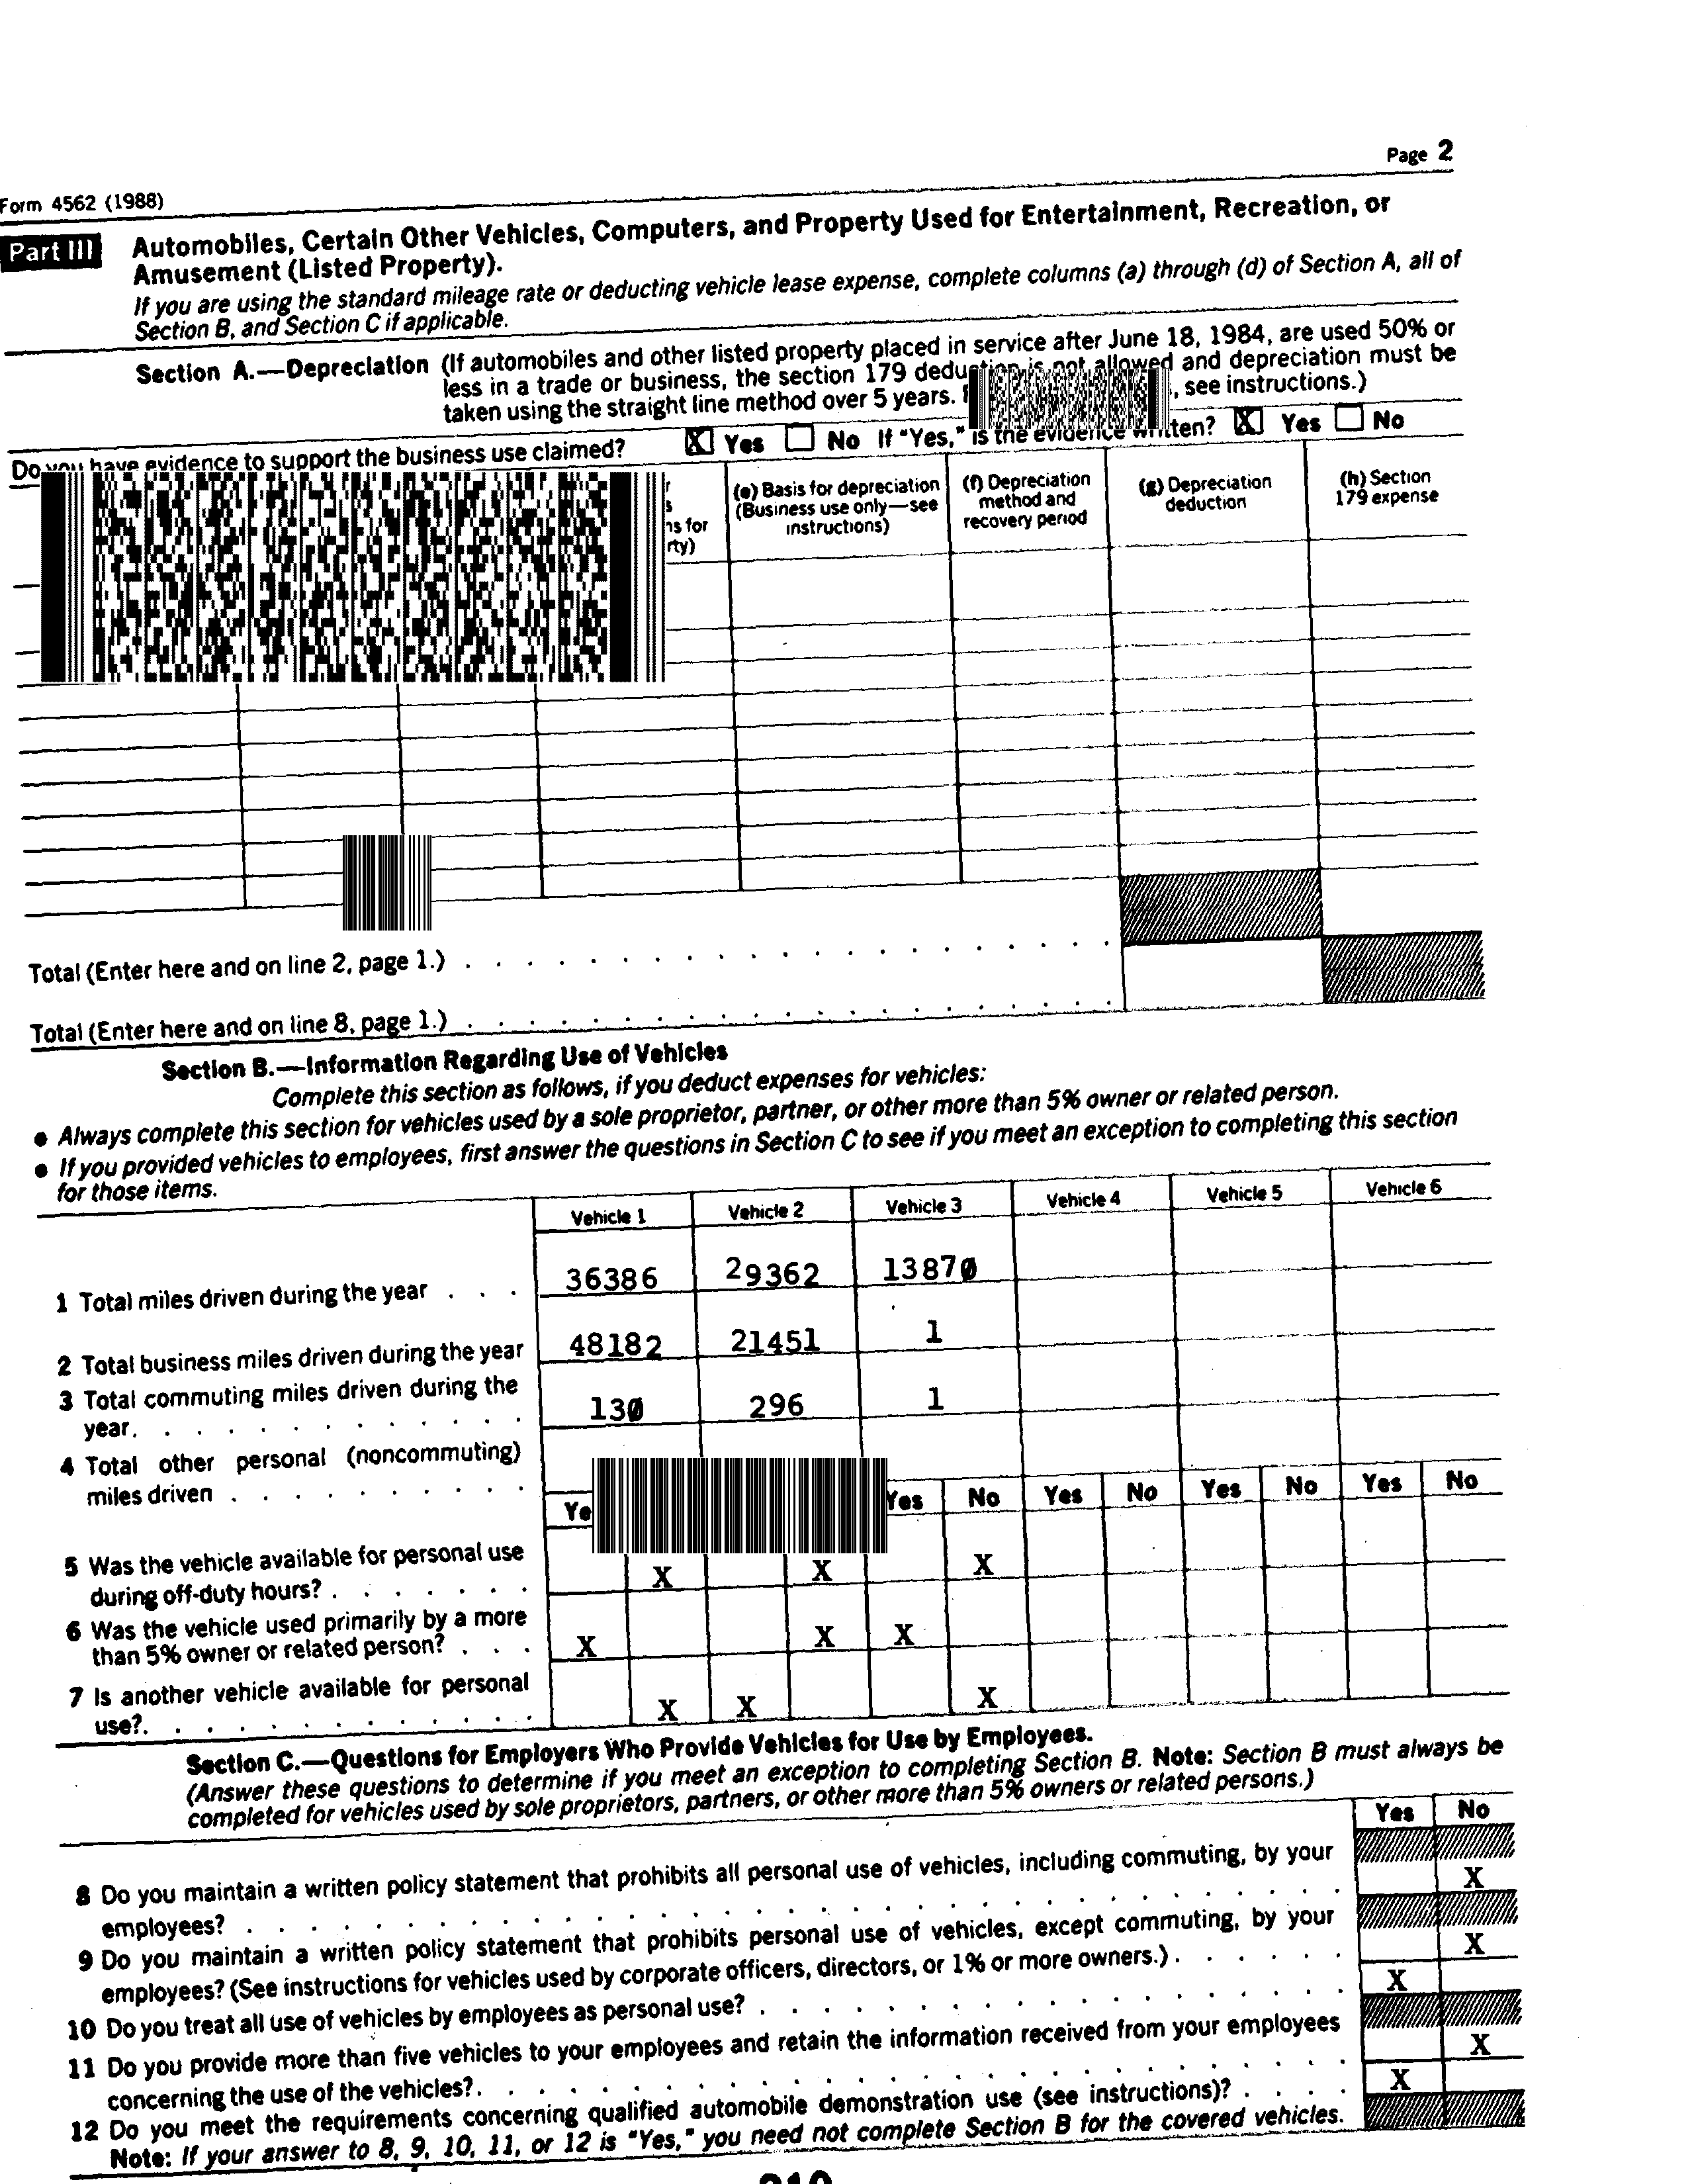 Page 2
Form 4562 (1988)
Part III Automobiles, Certain Other Vehicles, Computers, and Property Used for Entertainment, Recreation, or
Amusement (Listed Property).
If you are using the standard mileage rate or deducting vehicle lease expense, complete columns (a) through (d) of Section A, all of
Section B, and Section C if applicable.
Section A.—Depreciation (If automobiles and other listed property placed in service after June 18, 1984, are used 50% or
less in a trade or business, the section 179 deduction is not allowed and depreciation must be
taken using the straight line method over 5 years. , see instructions.)
Do you have evidence to support the business use claimed? X Yes No If "Yes," is the evidence written? X Yes No
(e) Basis for depreciation
(Business use only—see
instructions)
(f) Depreciation
method and
recovery period
(g) Depreciation
deduction
(h) Section
179 expense
Total (Enter here and on line 2, page 1.)
Total (Enter here and on line 8, page 1.)
Section B.—Information Regarding Use of Vehicles
Complete this section as follows, if you deduct expenses for vehicles:
● Always complete this section for vehicles used by a sole proprietor, partner, or other more than 5% owner or related person.
● If you provided vehicles to employees, first answer the questions in Section C to see if you meet an exception to completing this section
for those items.
Vehicle 1 Vehicle 2 Vehicle 3 Vehicle 4 Vehicle 5 Vehicle 6
1 Total miles driven during the year . . . 36386 29362 13870
2 Total business miles driven during the year 48182 21451 1
3 Total commuting miles driven during the
year. . . . . . . . . . . . 130 296 1
4 Total other personal (noncommuting)
miles driven . . . . . . . . . .
Yes No Yes No Yes No Yes No
5 Was the vehicle available for personal use
during off-duty hours? . . . . . . . X X X
6 Was the vehicle used primarily by a more
than 5% owner or related person? . . . X X X
7 Is another vehicle available for personal
use?. . . . . . . . . . . . X X X
Section C.—Questions for Employers Who Provide Vehicles for Use by Employees.
(Answer these questions to determine if you meet an exception to completing Section B. Note: Section B must always be
completed for vehicles used by sole proprietors, partners, or other more than 5% owners or related persons.)
Yes No
8 Do you maintain a written policy statement that prohibits all personal use of vehicles, including commuting, by your
employees? X
9 Do you maintain a written policy statement that prohibits personal use of vehicles, except commuting, by your
employees? (See instructions for vehicles used by corporate officers, directors, or 1% or more owners.) X
10 Do you treat all use of vehicles by employees as personal use? X
11 Do you provide more than five vehicles to your employees and retain the information received from your employees
concerning the use of the vehicles? X
12 Do you meet the requirements concerning qualified automobile demonstration use (see instructions)? X
Note: If your answer to 8, 9, 10, 11, or 12 is "Yes," you need not complete Section B for the covered vehicles.